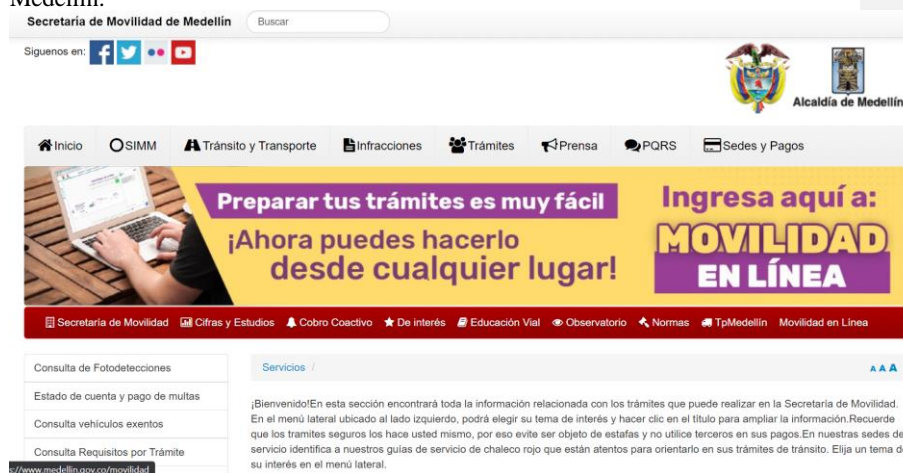 Medellín.
Secretaría de Movilidad de Medellín
Buscar
Siguenos en:
Alcaldía de Medellín
Inicio SIMM Tránsito y Transporte Infracciones Trámites Prensa PQRS Sedes y Pagos
Preparar tus trámites es muy fácil
¡Ahora puedes hacerlo
desde cualquier lugar!
Ingresa aquí a:
MOVILIDAD
EN LÍNEA
Secretaría de Movilidad Cifras y Estudios Cobro Coactivo De interés Educación Vial Observatorio Normas TpMedellín Movilidad en Linea
Consulta de Fotodetecciones
Estado de cuenta y pago de multas
Consulta vehículos exentos
Consulta Requisitos por Trámite
Servicios /
A A A
¡Bienvenido!En esta sección encontrará toda la información relacionada con los trámites que puede realizar en la Secretaría de Movilidad.
En el menú lateral ubicado al lado izquierdo, podrá elegir su tema de interés y hacer clic en el título para ampliar la información.Recuerde
que los tramites seguros los hace usted mismo, por eso evite ser objeto de estafas y no utilice terceros en sus pagos.En nuestras sedes de
servicio identifica a nuestros guías de servicio de chaleco rojo que están atentos para orientarlo en sus trámites de tránsito. Elija un tema d
su interés en el menú lateral.
s://www.medellin.gov.co/movilidad